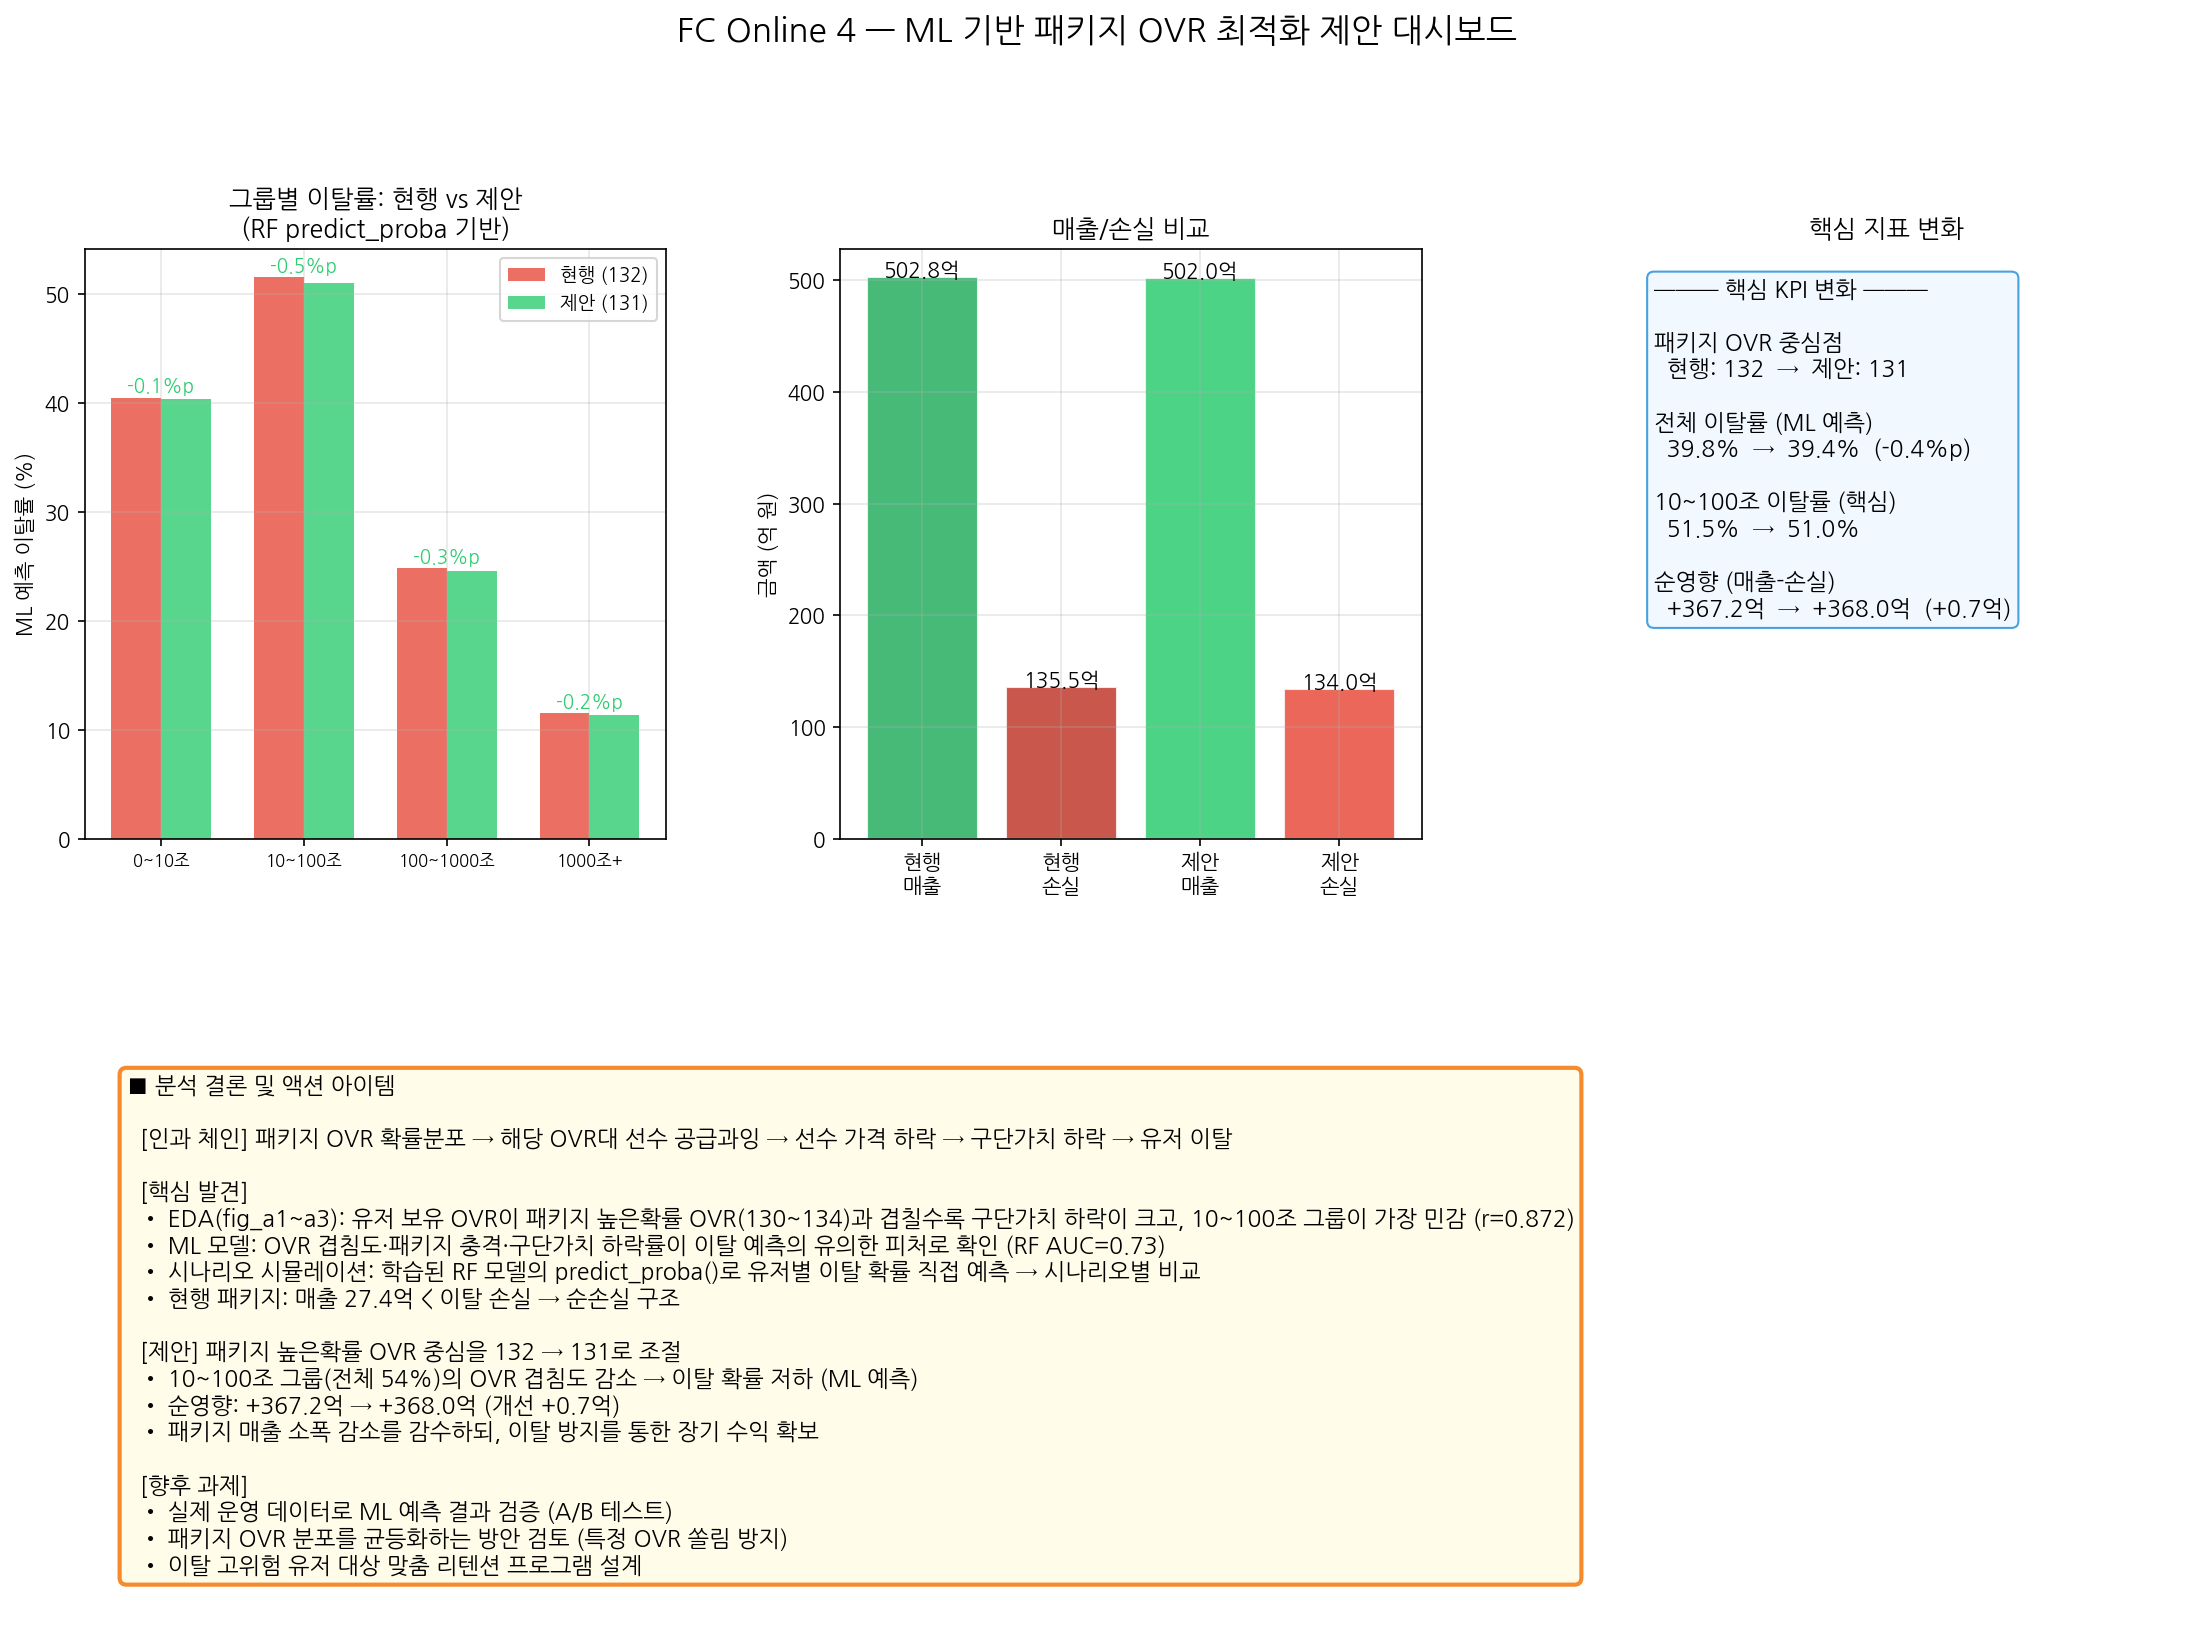 FC Online 4 — ML 기반 패키지 OVR 최적화 제안 대시보드
그룹별 이탈률: 현행 vs 제안
(RF predict_proba 기반)
ML 예측 이탈률 (%)
50
40
30
20
10
0
-0.1%p
-0.5%p
-0.3%p
-0.2%p
현행 (132)
제안 (131)
0~10조
10~100조
100~1000조
1000조+
매출/손실 비교
금액 (억 원)
500
400
300
200
100
0
502.8억
135.5억
502.0억
134.0억
현행
매출
현행
손실
제안
매출
제안
손실
핵심 지표 변화
——— 핵심 KPI 변화 ———
패키지 OVR 중심점
현행: 132 → 제안: 131
전체 이탈률 (ML 예측)
39.8% → 39.4% (-0.4%p)
10~100조 이탈률 (핵심)
51.5% → 51.0%
순영향 (매출-손실)
+367.2억 → +368.0억 (+0.7억)
■ 분석 결론 및 액션 아이템
[인과 체인] 패키지 OVR 확률분포 → 해당 OVR대 선수 공급과잉 → 선수 가격 하락 → 구단가치 하락 → 유저 이탈
[핵심 발견]
• EDA(fig_a1~a3): 유저 보유 OVR이 패키지 높은확률 OVR(130~134)과 겹칠수록 구단가치 하락이 크고, 10~100조 그룹이 가장 민감 (r=0.872)
• ML 모델: OVR 겹침도·패키지 충격·구단가치 하락률이 이탈 예측의 유의한 피처로 확인 (RF AUC=0.73)
• 시나리오 시뮬레이션: 학습된 RF 모델의 predict_proba()로 유저별 이탈 확률 직접 예측 → 시나리오별 비교
• 현행 패키지: 매출 27.4억 < 이탈 손실 → 순손실 구조
[제안] 패키지 높은확률 OVR 중심을 132 → 131로 조절
• 10~100조 그룹(전체 54%)의 OVR 겹침도 감소 → 이탈 확률 저하 (ML 예측)
• 순영향: +367.2억 → +368.0억 (개선 +0.7억)
• 패키지 매출 소폭 감소를 감수하되, 이탈 방지를 통한 장기 수익 확보
[향후 과제]
• 실제 운영 데이터로 ML 예측 결과 검증 (A/B 테스트)
• 패키지 OVR 분포를 균등화하는 방안 검토 (특정 OVR 쏠림 방지)
• 이탈 고위험 유저 대상 맞춤 리텐션 프로그램 설계